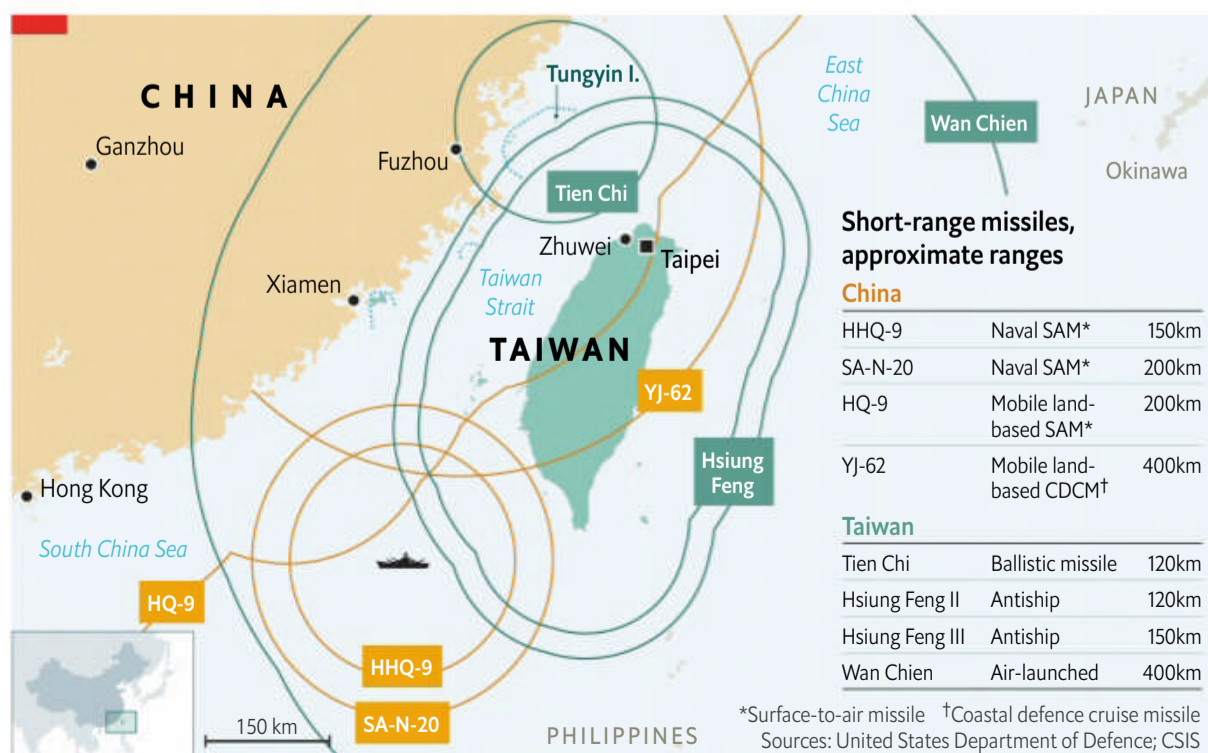 CHINA
Ganzhou
Fuzhou
Tungyin I.
East
China
Sea
JAPAN
Wan Chien
Okinawa
Tien Chi
Zhuwei
Taipei
Xiamen
Taiwan
Strait
TAIWAN
YJ-62
Hsiung
Feng
Hong Kong
South China Sea
HQ-9
HHQ-9
SA-N-20
150 km
PHILIPPINES
Short-range missiles,
approximate ranges
China
HHQ-9 Naval SAM* 150km
SA-N-20 Naval SAM* 200km
HQ-9 Mobile land- 200km
based SAM*
YJ-62 Mobile land- 400km
based CDCM†
Taiwan
Tien Chi Ballistic missile 120km
Hsiung Feng II Antiship 120km
Hsiung Feng III Antiship 150km
Wan Chien Air-launched 400km
*Surface-to-air missile †Coastal defence cruise missile
Sources: United States Department of Defence; CSIS